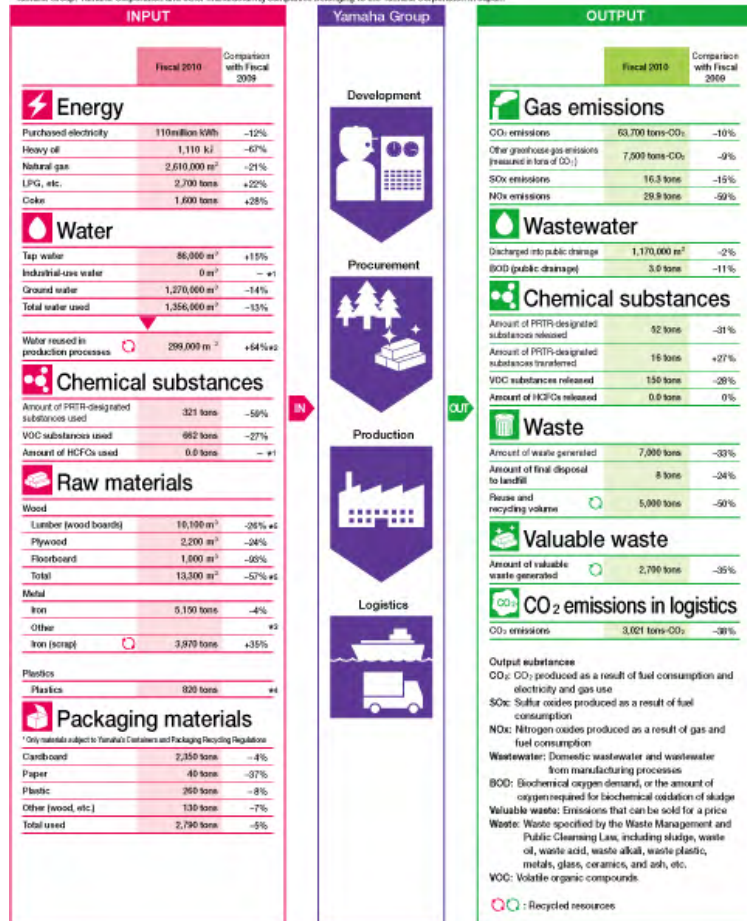 INPUT
Fiscal 2010
Comparison
with Fiscal
2009
Energy
Purchased electricity 110million kWh -12%
Heavy oil 1,110 kℓ -67%
Natural gas 2,610,000 m³ -21%
LPG, etc. 2,700 tons +22%
Coke 1,600 tons +28%
Water
Tap water 86,000 m³ +15%
Industrial-use water 0 m³ – *1
Ground water 1,270,000 m³ -14%
Total water used 1,356,000 m³ -13%
Water reused in
production processes 299,000 m³ +64%*2
Chemical substances
Amount of PRTR-designated
substances used 321 tons -59%
VOC substances used 662 tons -27%
Amount of HCFCs used 0.0 tons – *1
Raw materials
Wood
Lumber (wood boards) 10,100 m³ -26% *5
Plywood 2,200 m³ -24%
Floorboard 1,000 m³ -93%
Total 13,300 m³ -57% *5
Metal
Iron 5,150 tons -4%
Other *3
Iron (scrap) 3,970 tons +35%
Plastics
Plastics 820 tons *4
Packaging materials
* Only materials subject to Yamaha's Containers and Packaging Recycling Regulations
Cardboard 2,350 tons -4%
Paper 40 tons -37%
Plastic 260 tons -8%
Other (wood, etc.) 130 tons -7%
Total used 2,790 tons -5%
Yamaha Group
Development
Procurement
Production
Logistics
IN
OUT
OUTPUT
Fiscal 2010
Comparison
with Fiscal
2009
Gas emissions
CO₂ emissions 63,700 tons-CO₂ -10%
Other greenhouse gas emissions
(measured in tons of CO₂) 7,500 tons-CO₂ -9%
SOx emissions 16.3 tons -15%
NOx emissions 29.9 tons -59%
Wastewater
Discharged into public drainage 1,170,000 m³ -2%
BOD (public drainage) 3.0 tons -11%
Chemical substances
Amount of PRTR-designated
substances released 52 tons -31%
Amount of PRTR-designated
substances transferred 16 tons +27%
VOC substances released 150 tons -28%
Amount of HCFCs released 0.0 tons 0%
Waste
Amount of waste generated 7,000 tons -33%
Amount of final disposal
to landfill 8 tons -24%
Reuse and
recycling volume 5,000 tons -50%
Valuable waste
Amount of valuable
waste generated 2,700 tons -35%
CO₂
CO₂ emissions in logistics
CO₂ emissions 3,021 tons-CO₂ -38%
Output substances
CO₂: CO₂ produced as a result of fuel consumption and
electricity and gas use
SOx: Sulfur oxides produced as a result of fuel
consumption
NOx: Nitrogen oxides produced as a result of gas and
fuel consumption
Wastewater: Domestic wastewater and wastewater
from manufacturing processes
BOD: Biochemical oxygen demand, or the amount of
oxygen required for biochemical oxidation of sludge
Valuable waste: Emissions that can be sold for a price
Waste: Waste specified by the Waste Management and
Public Cleansing Law, including sludge, waste
oil, waste acid, waste alkali, waste plastic,
metals, glass, ceramics, and ash, etc.
VOC: Volatile organic compounds
: Recycled resources